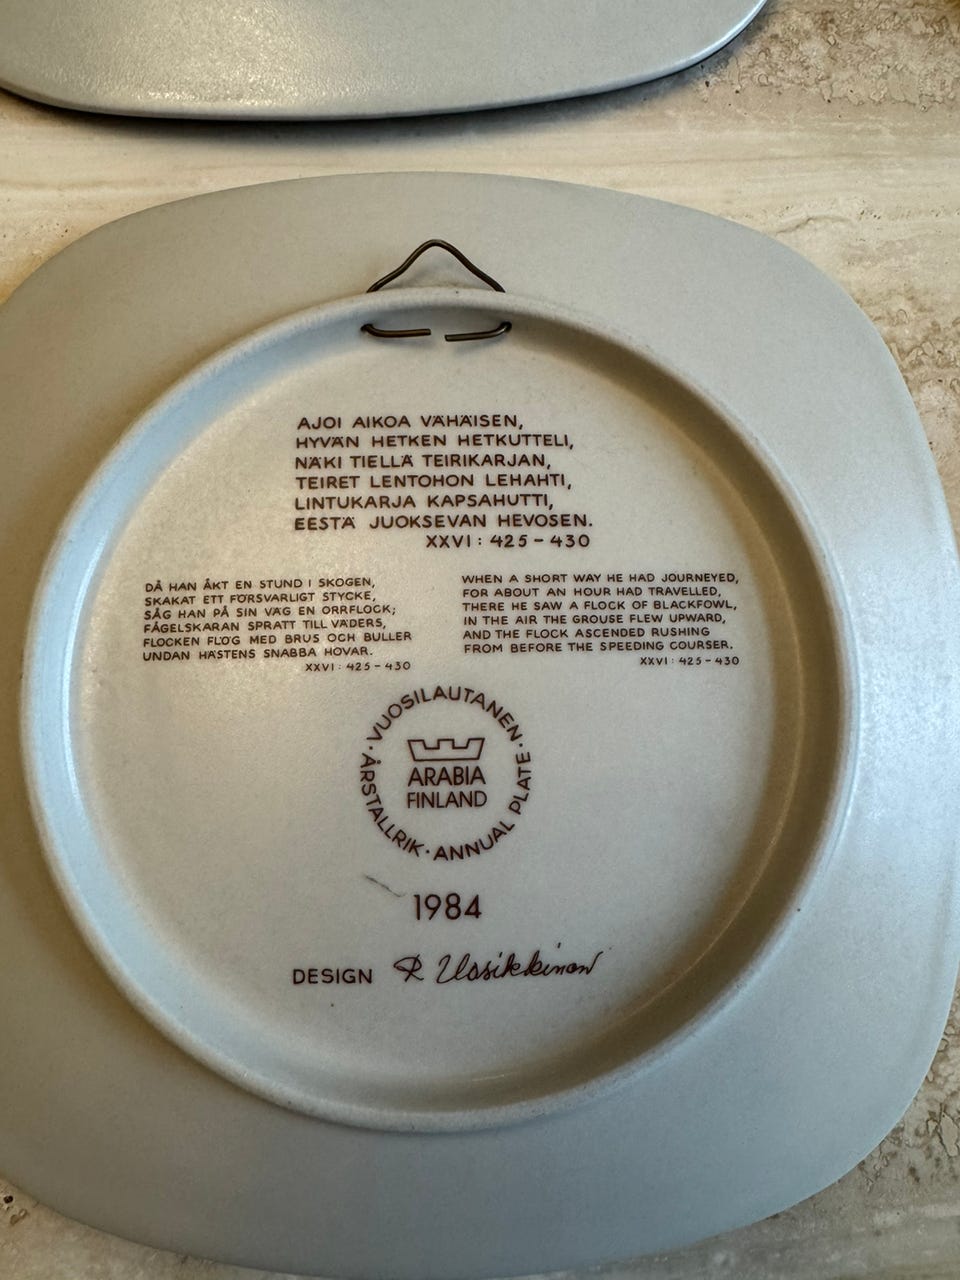 AJOI AIKOA VÄHÄISEN,
HYVÄN HETKEN HETKUTTELI,
NÄKI TIELLÄ TEIRIKARJAN,
TEIRET LENTOHON LEHAHTI,
LINTUKARJA KAPSAHUTTI,
EESTÄ JUOKSEVAN HEVOSEN.
XXVI : 425 – 430
DÅ HAN ÅKT EN STUND I SKOGEN,
SKAKAT ETT FÖRSVARLIGT STYCKE,
SÅG HAN PÅ SIN VÄG EN ORRFLOCK;
FÅGELSKARAN SPRATT TILL VÄDERS,
FLOCKEN FLÖG MED BRUS OCH BULLER
UNDAN HÄSTENS SNABBA HOVAR.
XXVI : 425 – 430
WHEN A SHORT WAY HE HAD JOURNEYED,
FOR ABOUT AN HOUR HAD TRAVELLED,
THERE HE SAW A FLOCK OF BLACKFOWL,
IN THE AIR THE GROUSE FLEW UPWARD,
AND THE FLOCK ASCENDED RUSHING
FROM BEFORE THE SPEEDING COURSER.
XXVI : 425 – 430
· VUOSILAUTANEN · ANNUAL PLATE · ÅRSTALLRIK
ARABIA
FINLAND
1984
DESIGN R Uosikkinen